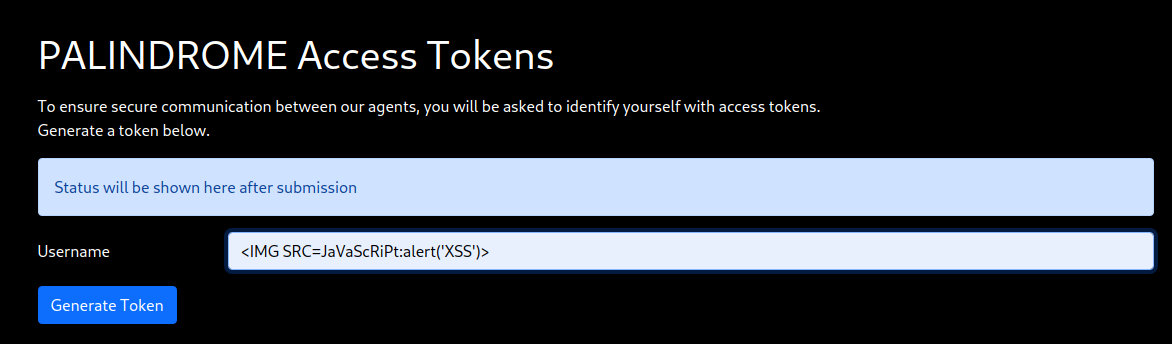 PALINDROME Access Tokens
To ensure secure communication between our agents, you will be asked to identify yourself with access tokens.
Generate a token below.
Status will be shown here after submission
Username
<IMG SRC=JaVaScRiPt:alert('XSS')>
Generate Token